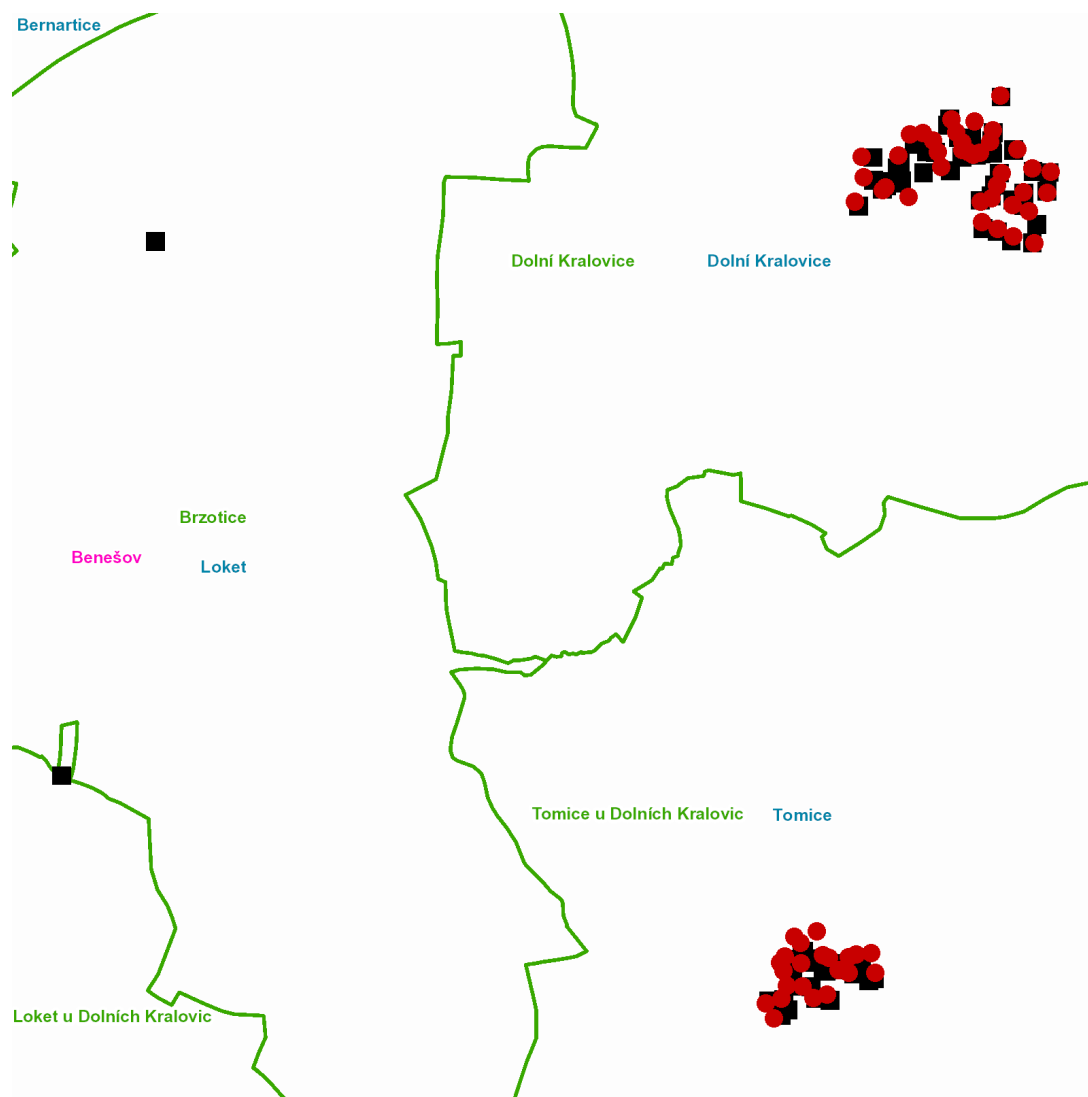 Bernartice
Dolní Kralovice
Dolní Kralovice
Brzotice
Benešov
Loket
Tomice u Dolních Kralovic
Tomice
Loket u Dolních Kralovic